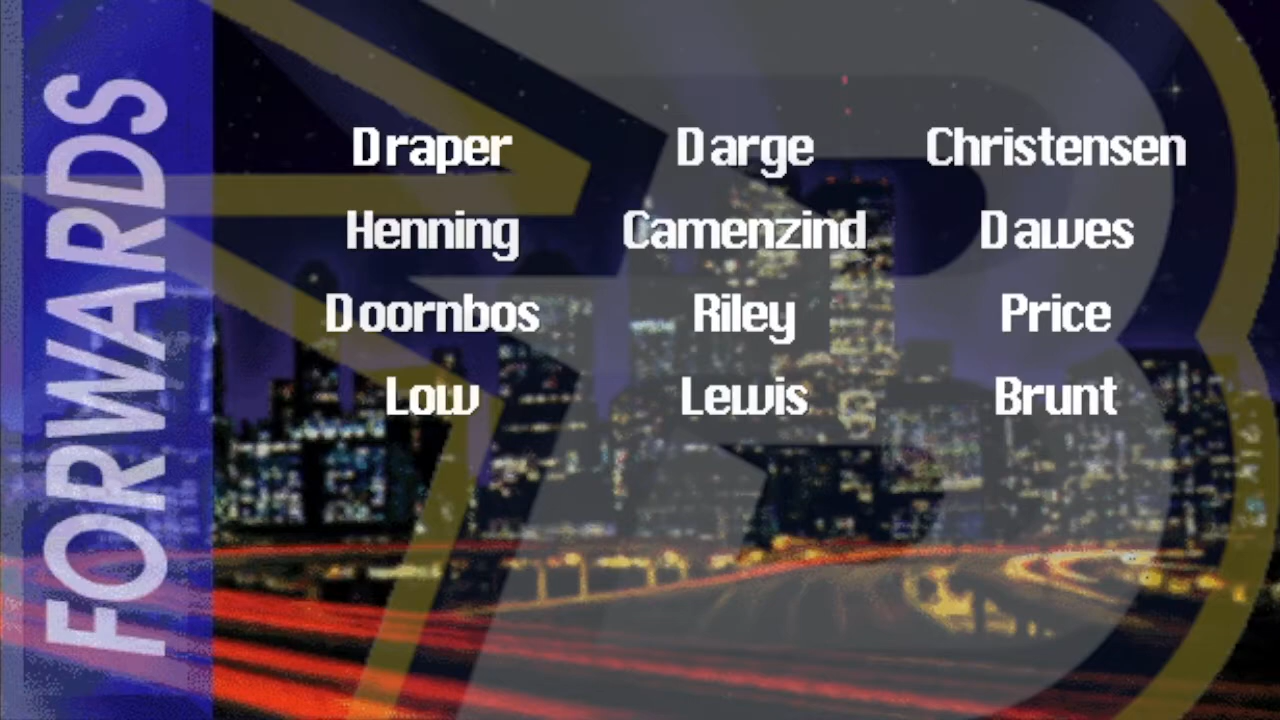 FORWARDS
Draper Darge Christensen
Henning Camenzind Dawes
Doornbos Riley Price
Low Lewis Brunt